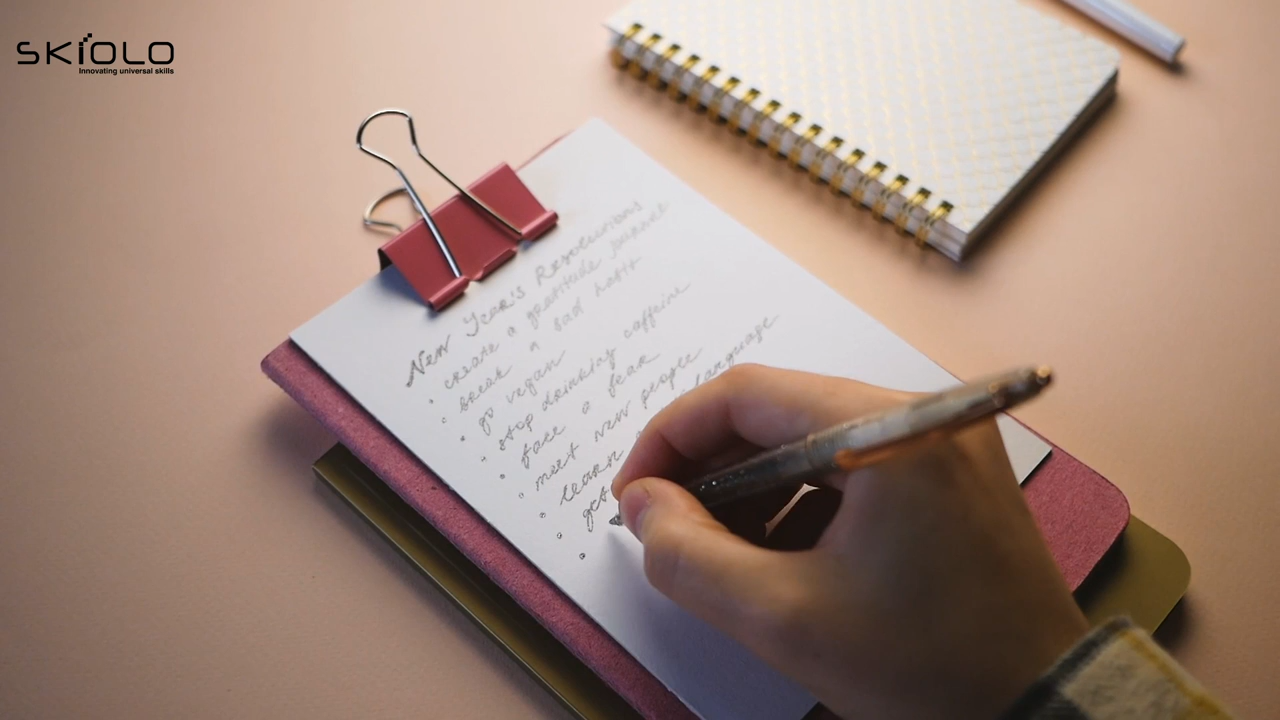 SKiOLO
Innovating universal skills
New Year's Resolutions
• create a gratitude journal
• break a bad habit
• go vegan
• stop drinking caffeine
• face a fear
• meet new people
• learn language
• get